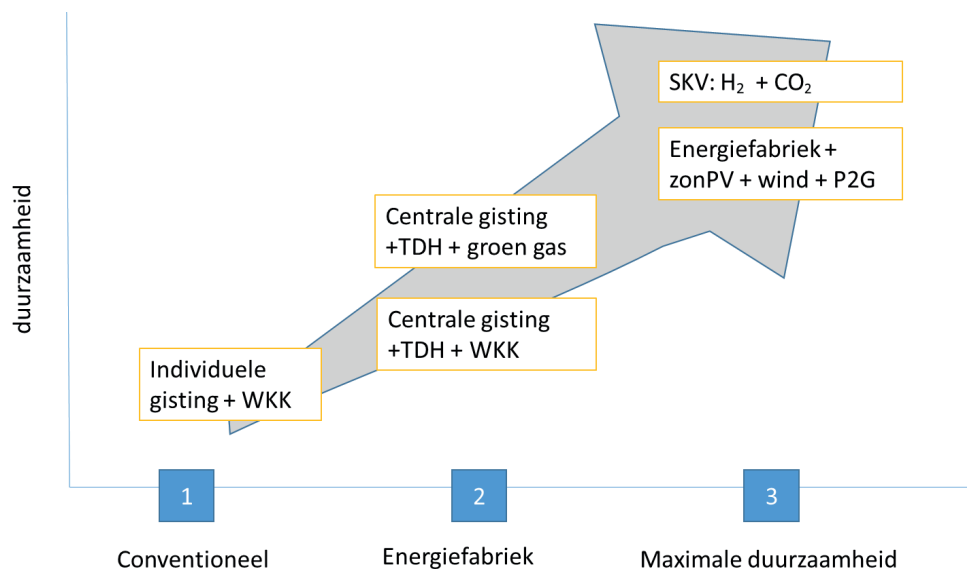 SKV: H₂ + CO₂
Energiefabriek +
zonPV + wind + P2G
Centrale gisting
+TDH + groen gas
Centrale gisting
+TDH + WKK
Individuele
gisting + WKK
duurzaamheid
1
2
3
Conventioneel
Energiefabriek
Maximale duurzaamheid